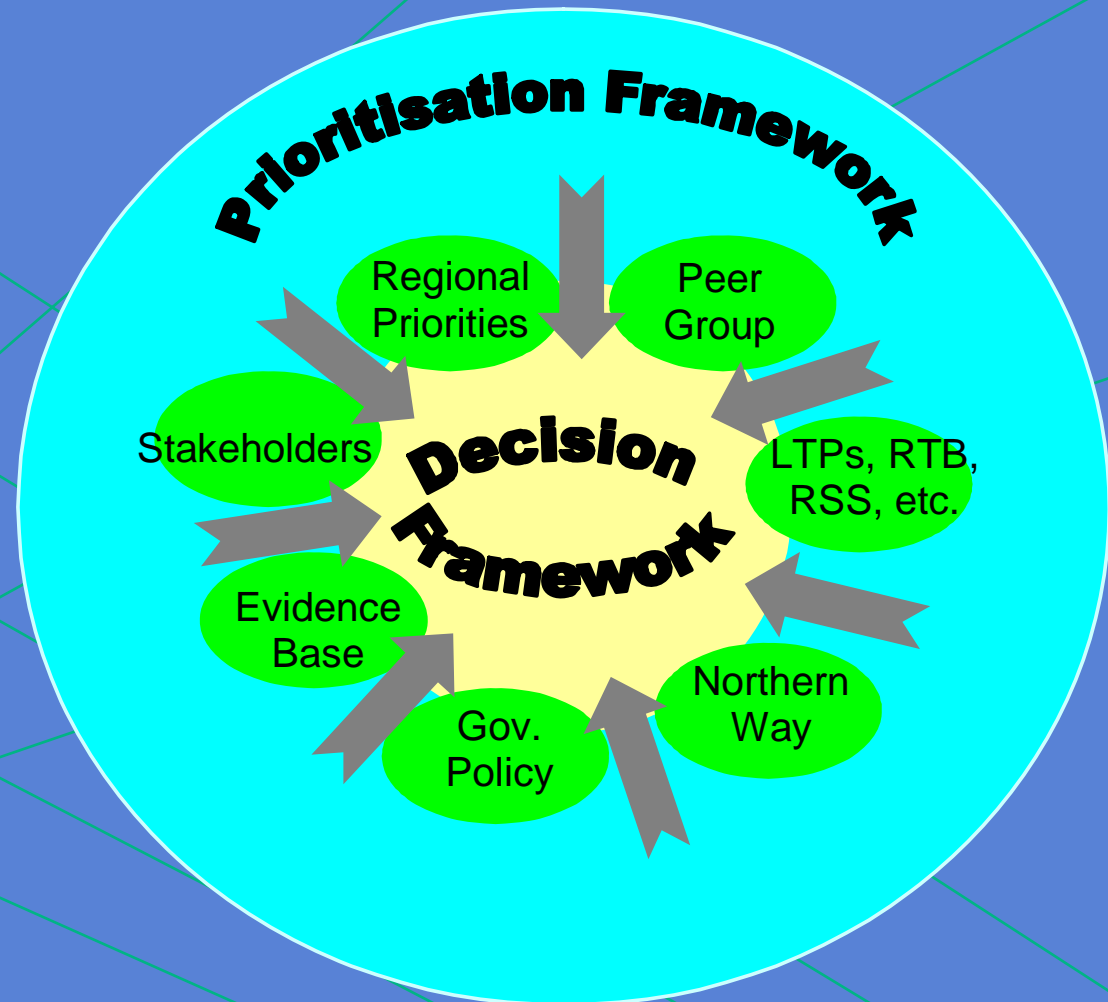 Prioritisation Framework
Regional
Priorities
Peer
Group
Stakeholders
Decision
Framework
LTPs, RTB,
RSS, etc.
Evidence
Base
Northern
Way
Gov.
Policy